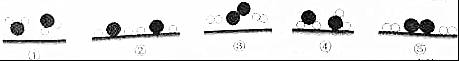 ① ② ③ ④ ⑤